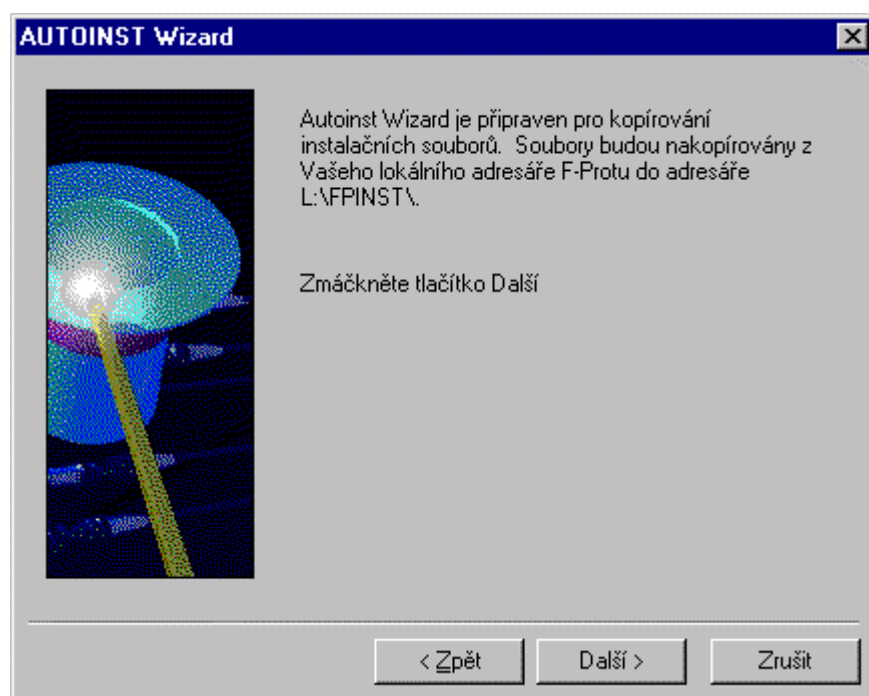 AUTOINST Wizard
Autoinst Wizard je připraven pro kopírování
instalačních souborů. Soubory budou nakopírovány z
Vašeho lokálního adresáře F-Protu do adresáře
L:\FPINST\.
Zmáčkněte tlačítko Další
< Zpět
Další >
Zrušit